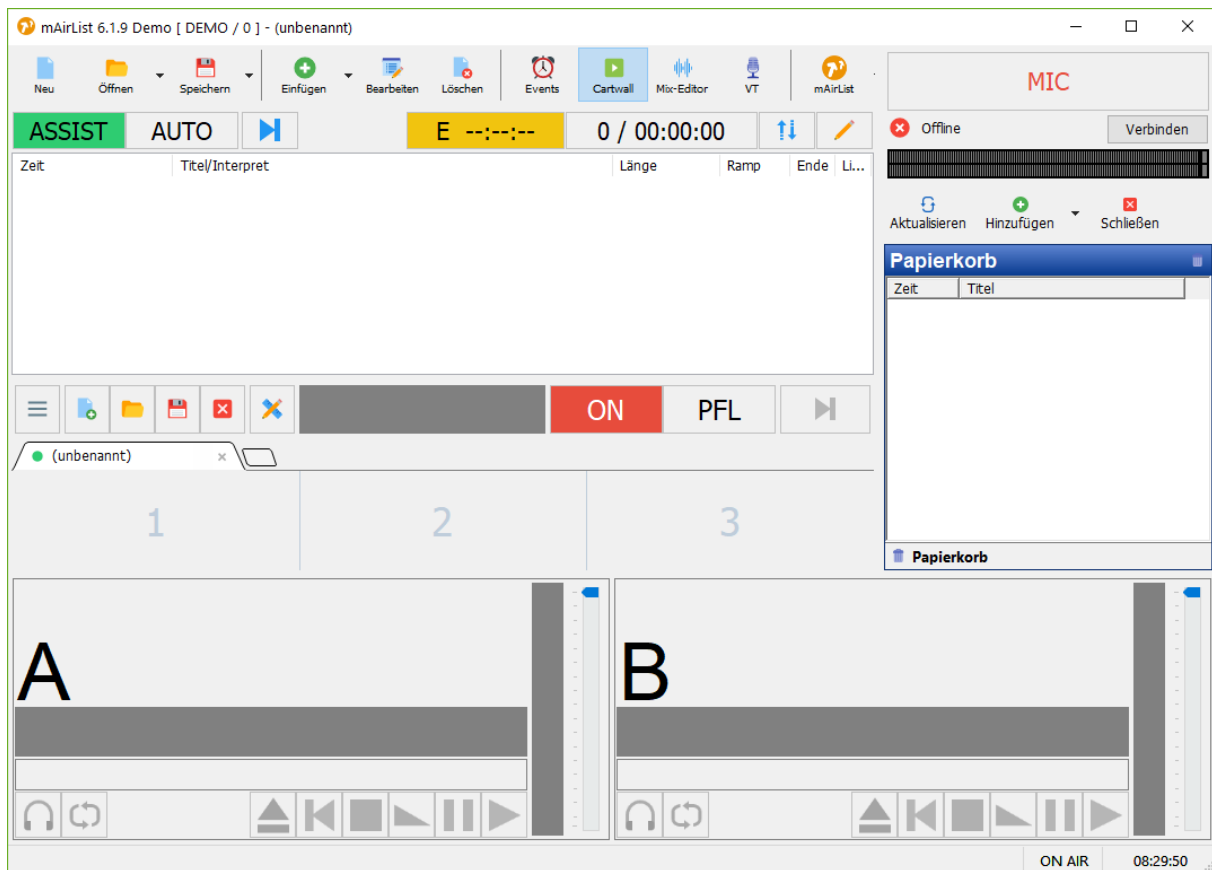 mAirList 6.1.9 Demo [ DEMO / 0 ] - (unbenannt)
Neu Öffnen Speichern Einfügen Bearbeiten Löschen Events Cartwall Mix-Editor VT mAirList
MIC
ASSIST AUTO E --:--:-- 0 / 00:00:00
Offline Verbinden
Zeit Titel/Interpret Länge Ramp Ende Li...
Aktualisieren Hinzufügen Schließen
Papierkorb
Zeit Titel
ON PFL
(unbenannt)
1 2 3
Papierkorb
A B
ON AIR 08:29:50